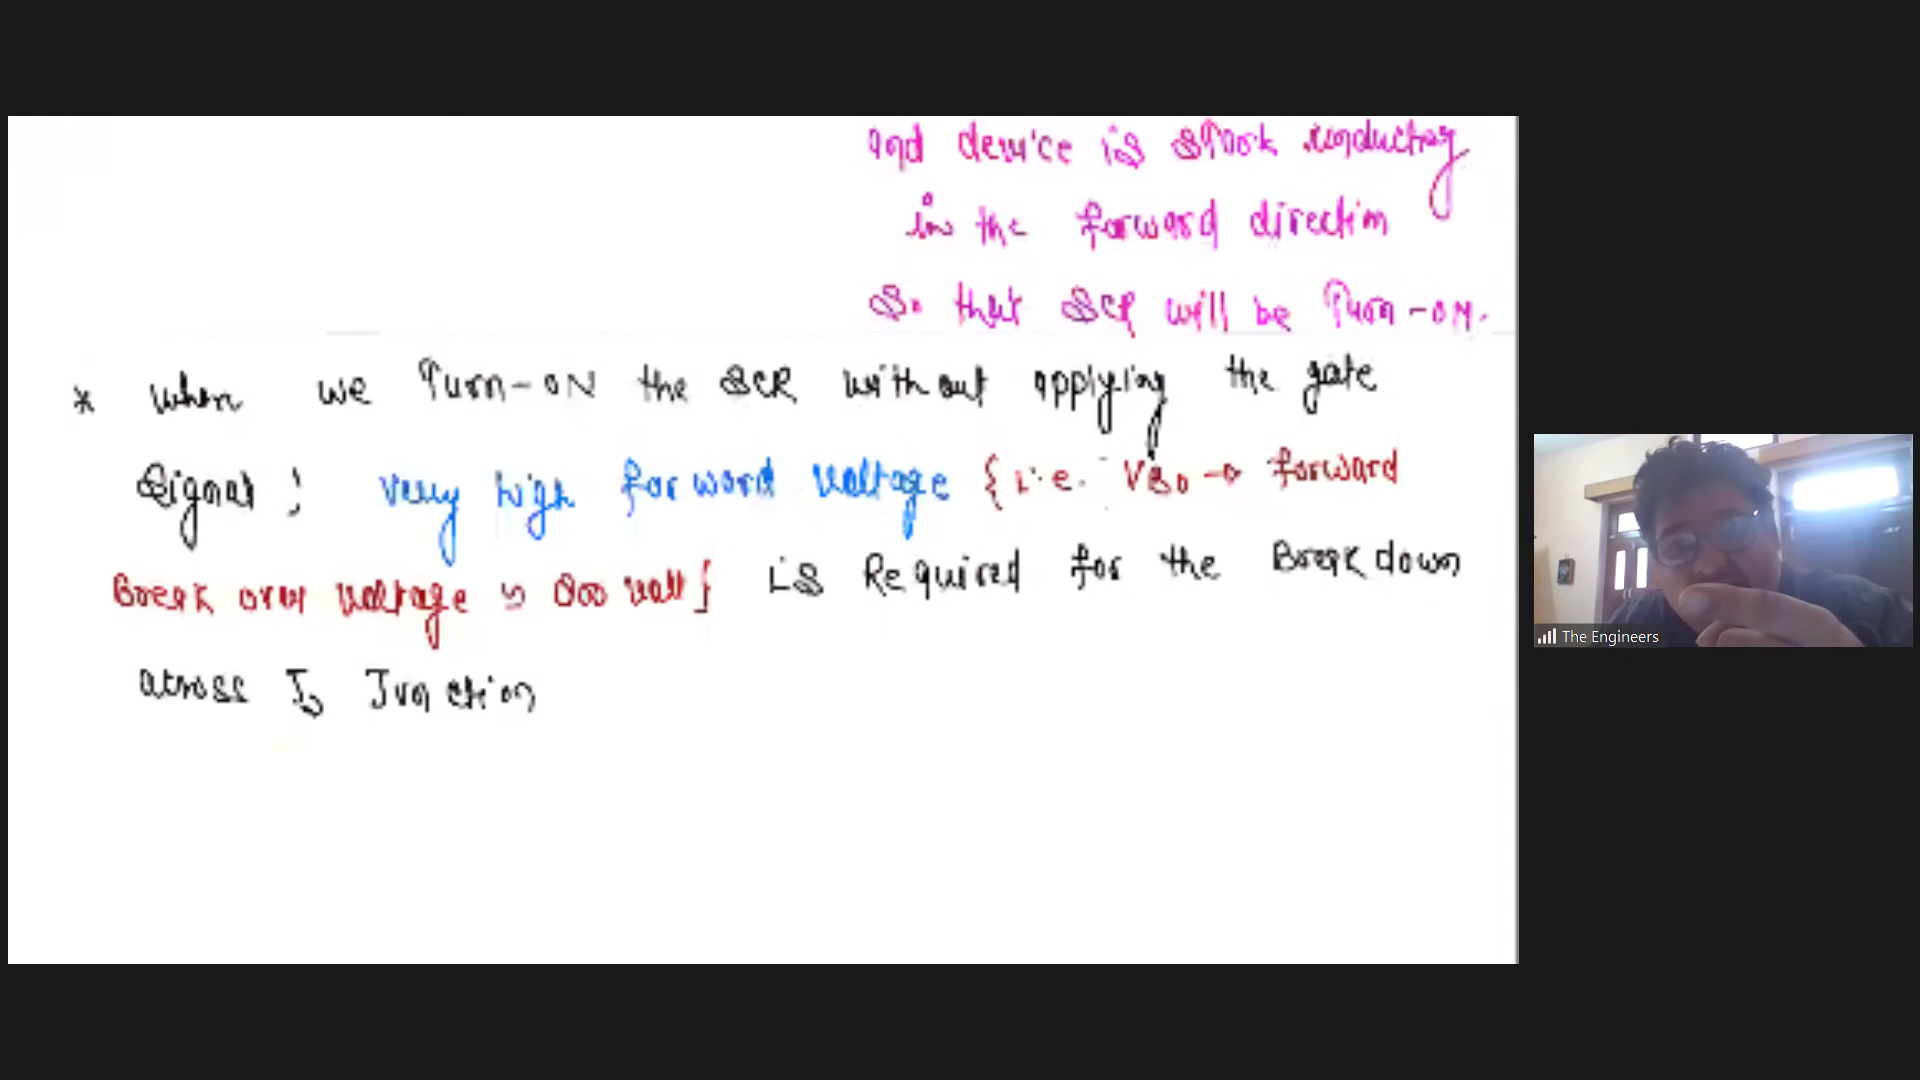 and device is start conducting
in the forward direction
So that SCR will be Turn-ON.
* When we Turn-ON the SCR without applying the gate
Signal; very high forward voltage {i.e. VBO → forward
Break over voltage volt} is Required for the Breakdown
across Junction
The Engineers